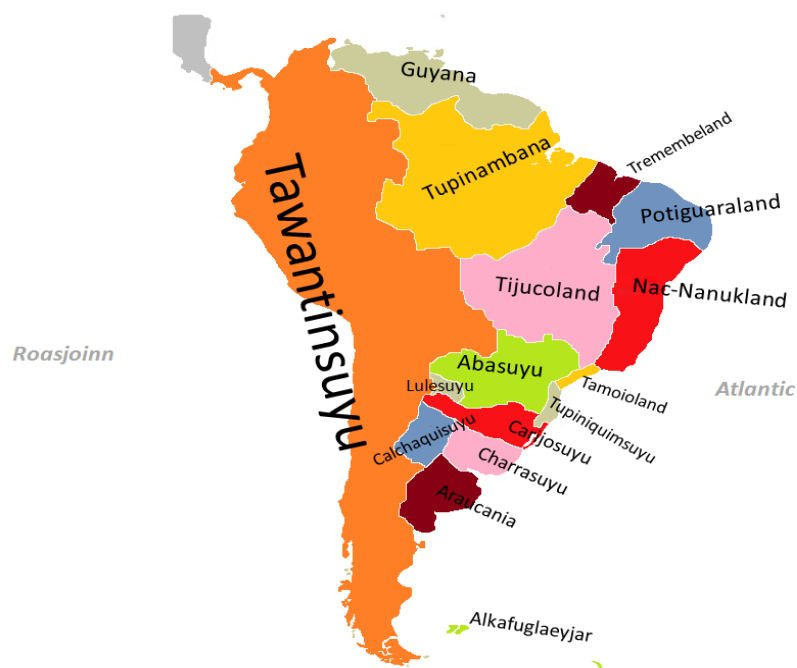 Guyana
Tremembeland
Tupinambana
Potiguaraland
Tawantinsuyu
Tijucoland
Nac-Nanukland
Roasjoinn
Abasuyu
Lulesuyu
Tamoioland
Atlantic
Tupiniquimsuyu
Calchaquisuyu
Carijosuyu
Charrasuyu
Araucania
Alkafuglaeyjar